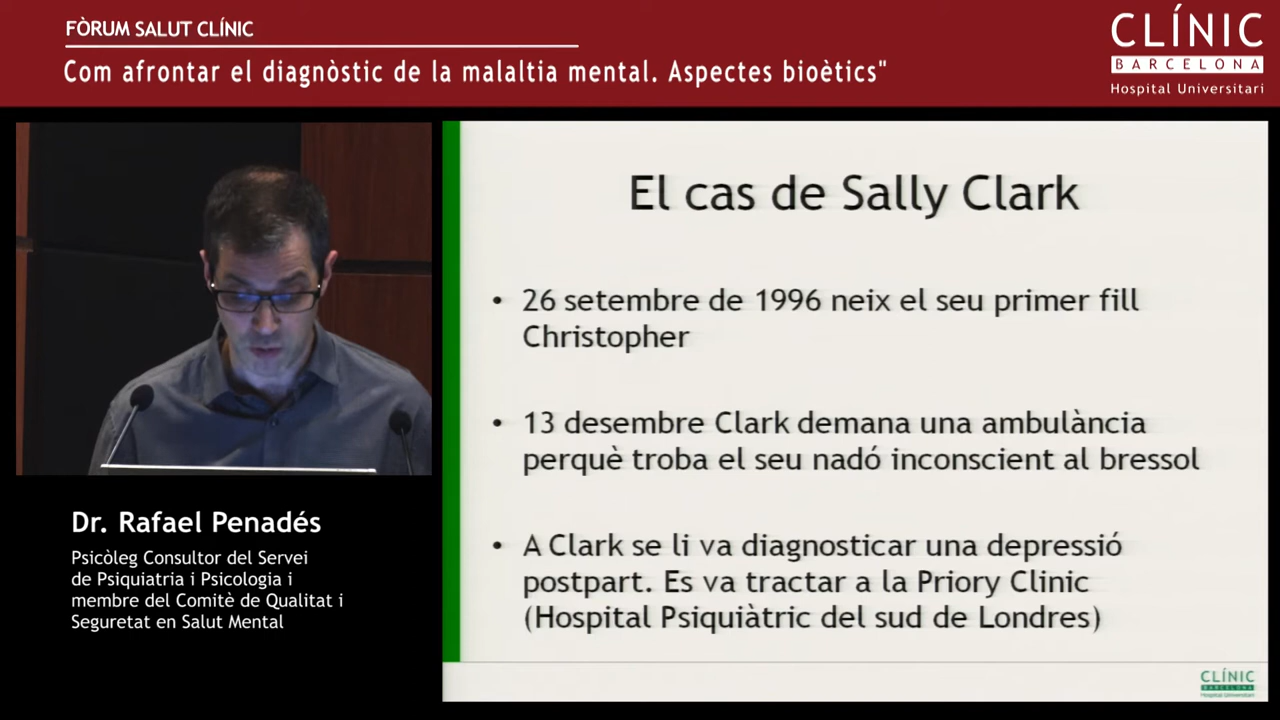 FÒRUM SALUT CLÍNIC
Com afrontar el diagnòstic de la malaltia mental. Aspectes bioètics"
CLÍNIC
BARCELONA
Hospital Universitari
El cas de Sally Clark
• 26 setembre de 1996 neix el seu primer fill
Christopher
• 13 desembre Clark demana una ambulància
perquè troba el seu nadó inconscient al bressol
• A Clark se li va diagnosticar una depressió
postpart. Es va tractar a la Priory Clinic
(Hospital Psiquiàtric del sud de Londres)
Dr. Rafael Penadés
Psicòleg Consultor del Servei
de Psiquiatria i Psicologia i
membre del Comitè de Qualitat i
Seguretat en Salut Mental
CLÍNIC
BARCELONA
Hospital Universitari